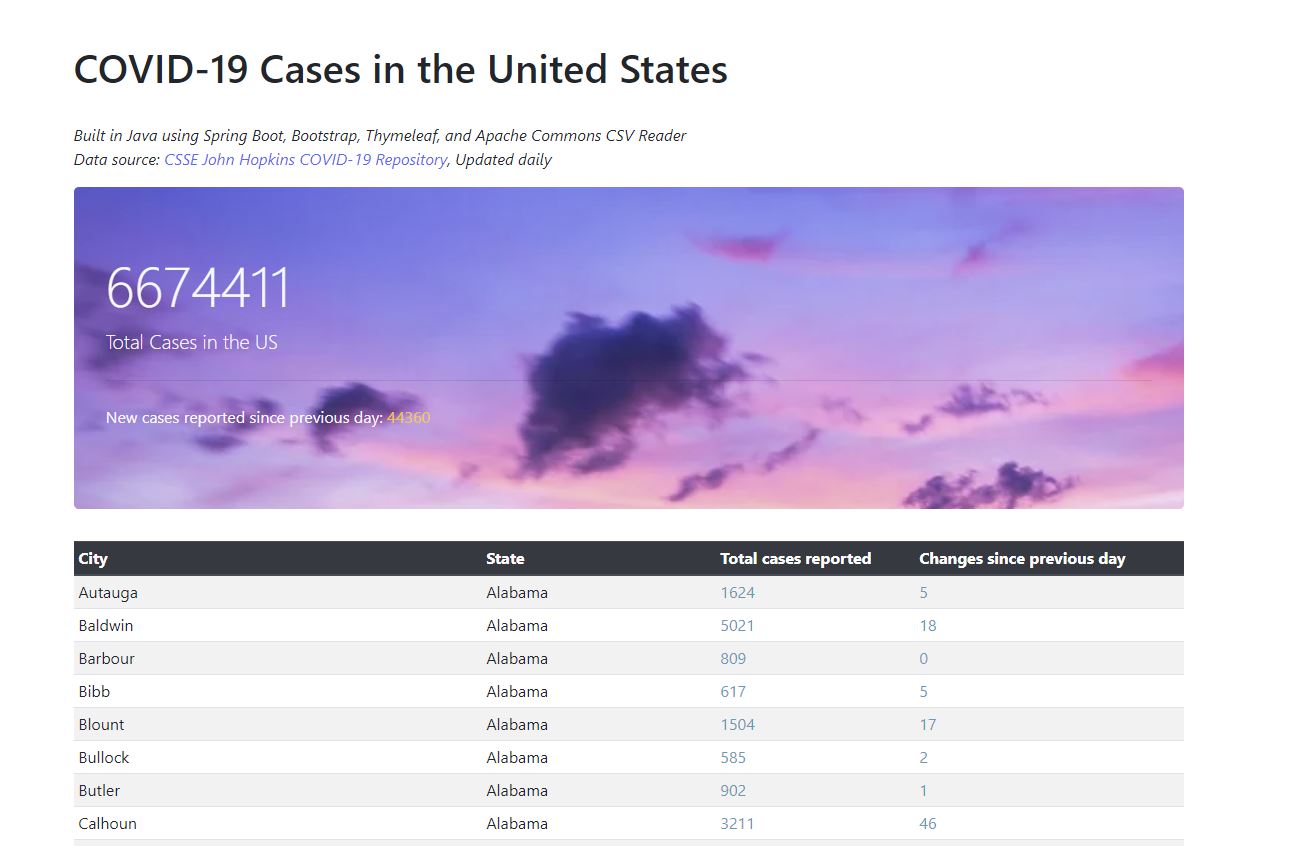 COVID-19 Cases in the United States
Built in Java using Spring Boot, Bootstrap, Thymeleaf, and Apache Commons CSV Reader
Data source: CSSE John Hopkins COVID-19 Repository, Updated daily
6674411
Total Cases in the US
New cases reported since previous day: 44360
City State Total cases reported Changes since previous day
Autauga Alabama 1624 5
Baldwin Alabama 5021 18
Barbour Alabama 809 0
Bibb Alabama 617 5
Blount Alabama 1504 17
Bullock Alabama 585 2
Butler Alabama 902 1
Calhoun Alabama 3211 46